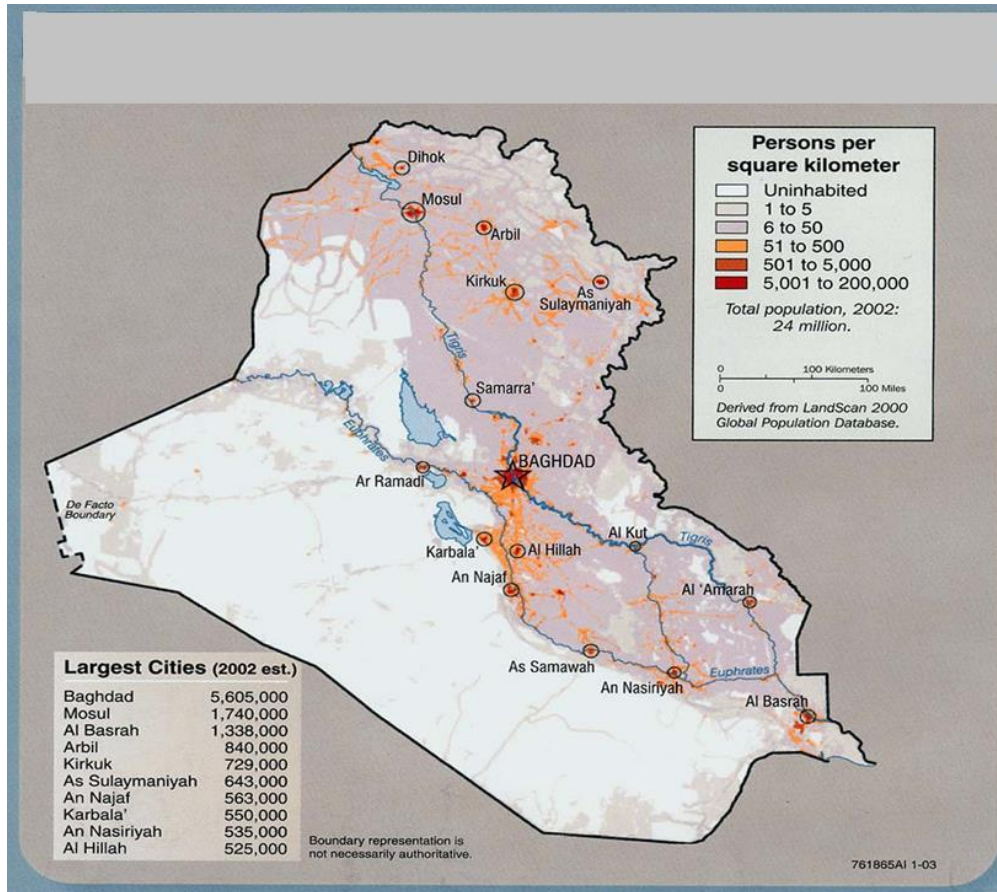 Persons per
square kilometer
Uninhabited
1 to 5
6 to 50
51 to 500
501 to 5,000
5,001 to 200,000
Total population, 2002:
24 million.
0 100 Kilometers
0 100 Miles
Derived from LandScan 2000
Global Population Database.
Dihok
Mosul
Arbil
Kirkuk
As
Sulaymaniyah
Tigris
Samarra'
Euphrates
BAGHDAD
Ar Ramadi
De Facto
Boundary
Karbala'
Al Hillah
Al Kut
Tigris
An Najaf
Al 'Amarah
As Samawah
Euphrates
An Nasiriyah
Al Basrah
Largest Cities (2002 est.)
Baghdad 5,605,000
Mosul 1,740,000
Al Basrah 1,338,000
Arbil 840,000
Kirkuk 729,000
As Sulaymaniyah 643,000
An Najaf 563,000
Karbala' 550,000
An Nasiriyah 535,000
Al Hillah 525,000
Boundary representation is
not necessarily authoritative.
761865AI 1-03